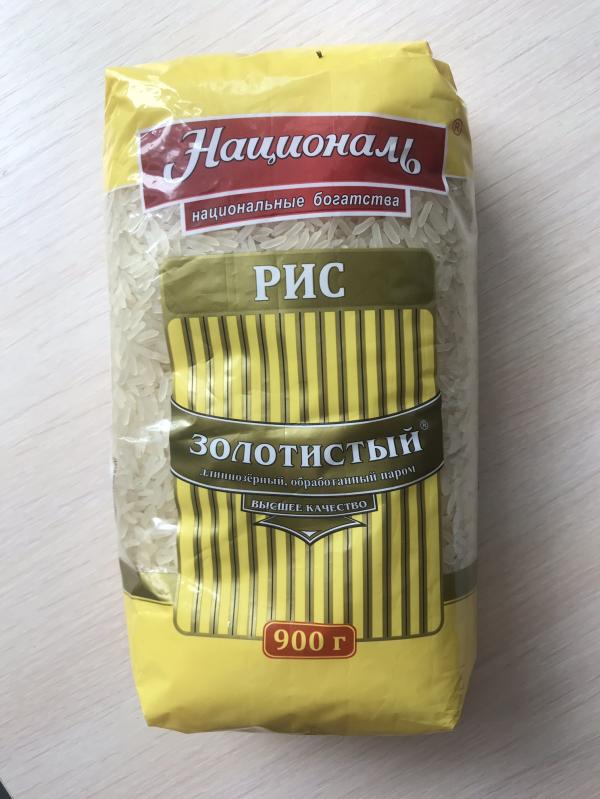 Националь®
национальные богатства
РИС
ЗОЛОТИСТЫЙ®
длиннозёрный, обработанный паром
ВЫСШЕЕ КАЧЕСТВО
900 г